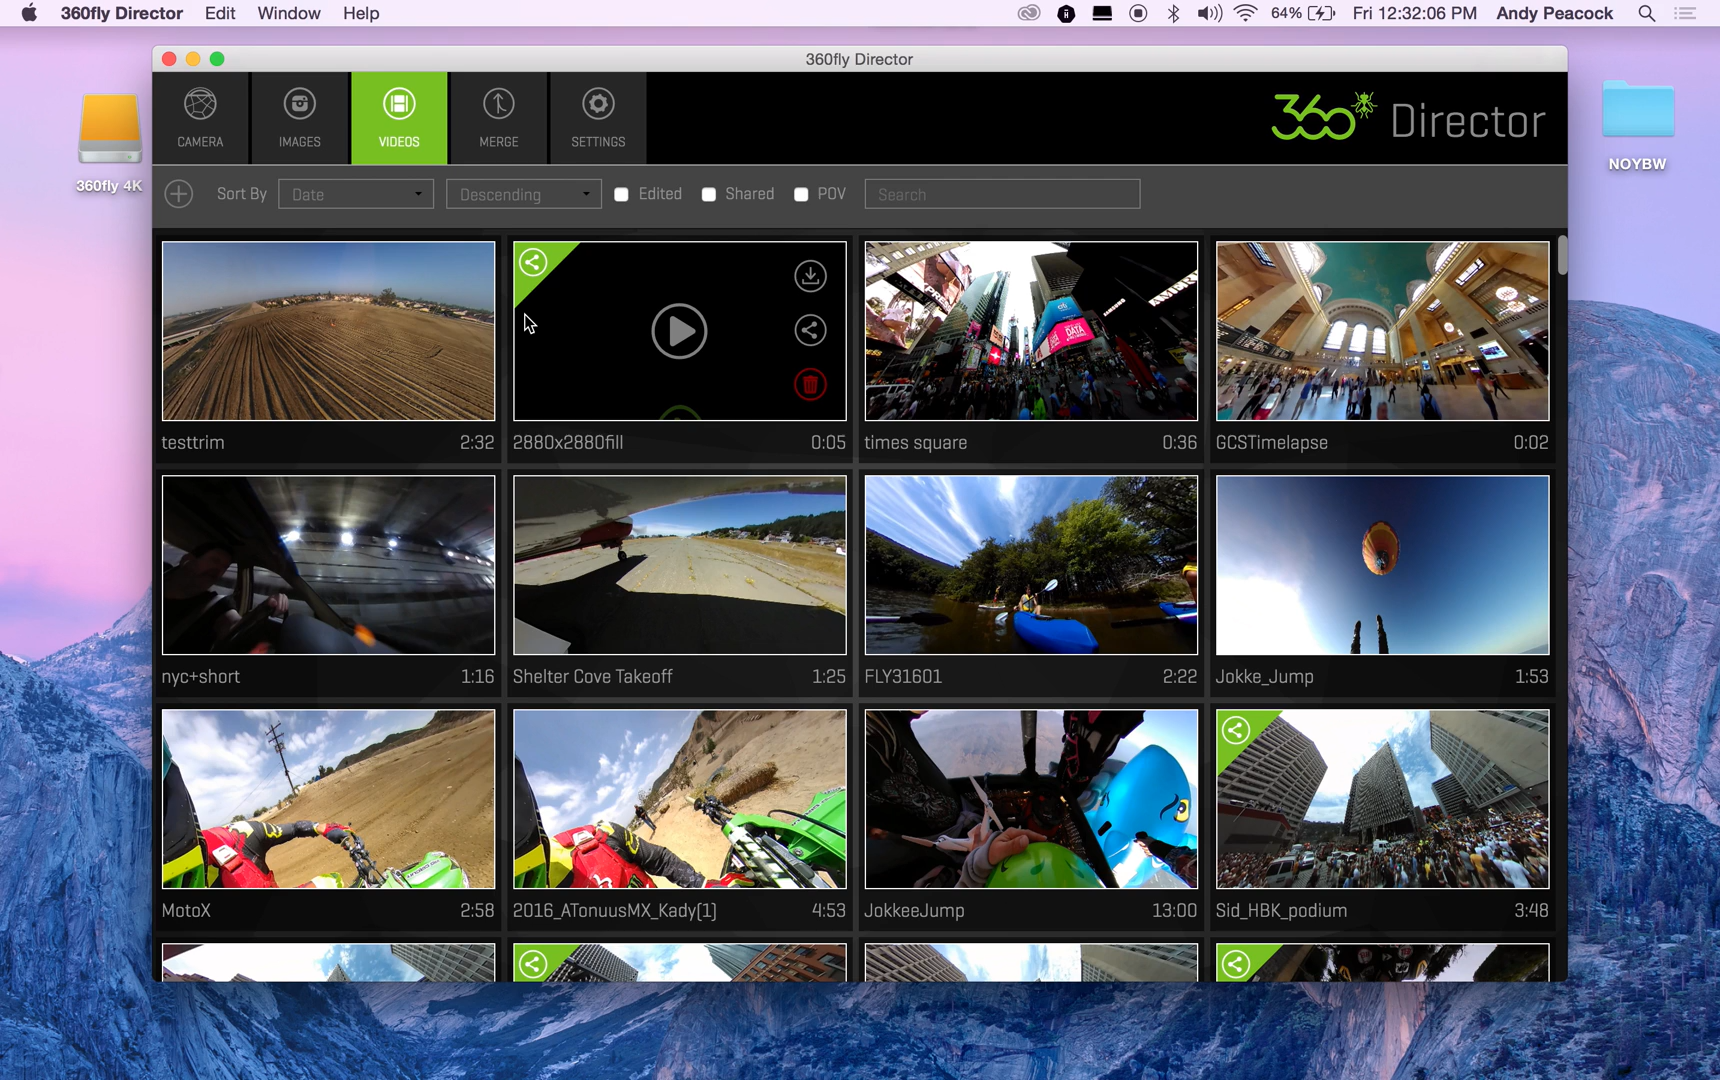 360fly Director Edit Window Help 64% Fri 12:32:06 PM Andy Peacock
360fly Director
CAMERA IMAGES VIDEOS MERGE SETTINGS
360 Director
Sort By Date Descending Edited Shared POV Search
360fly 4K
NOYBW
testtrim 2:32 2880x2880fill 0:05 times square 0:36 GCSTimelapse 0:02
nyc+short 1:16 Shelter Cove Takeoff 1:25 FLY31601 2:22 Jokke_Jump 1:53
MotoX 2:58 2016_ATonuusMX_Kady[1] 4:53 JokkeeJump 13:00 Sid_HBK_podium 3:48